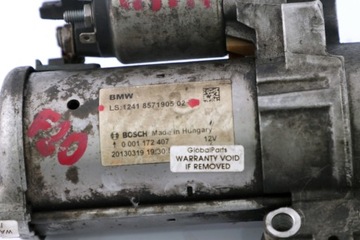 BMW
LS 1241 8571905 02
BOSCH Made in Hungary
0 001 172 407 12V
20130319 19:30
GlobalParts
WARRANTY VOID
IF REMOVED